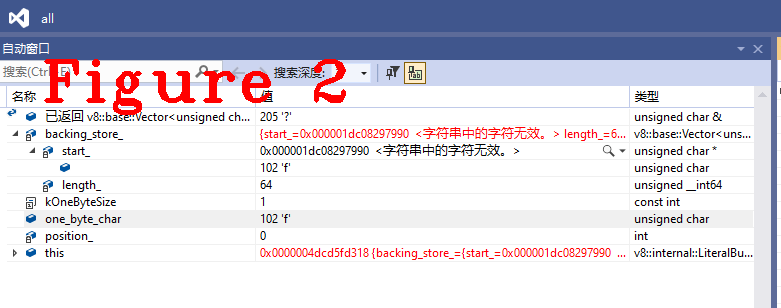 all
自动窗口
搜索(Ctrl+E)
搜索深度:
Figure 2
名称 值 类型
已返回 v8::base::Vector<unsigned ch... 205 '?' unsigned char &
backing_store_ {start_=0x000001dc08297990 <字符串中的字符无效。> length_=6... v8::base::Vector<uns...
start_ 0x000001dc08297990 <字符串中的字符无效。> unsigned char *
102 'f' unsigned char
length_ 64 unsigned __int64
kOneByteSize 1 const int
one_byte_char 102 'f' unsigned char
position_ 0 int
this 0x0000004dcd5fd318 {backing_store_={start_=0x000001dc08297990 ... v8::internal::LiteralBu...